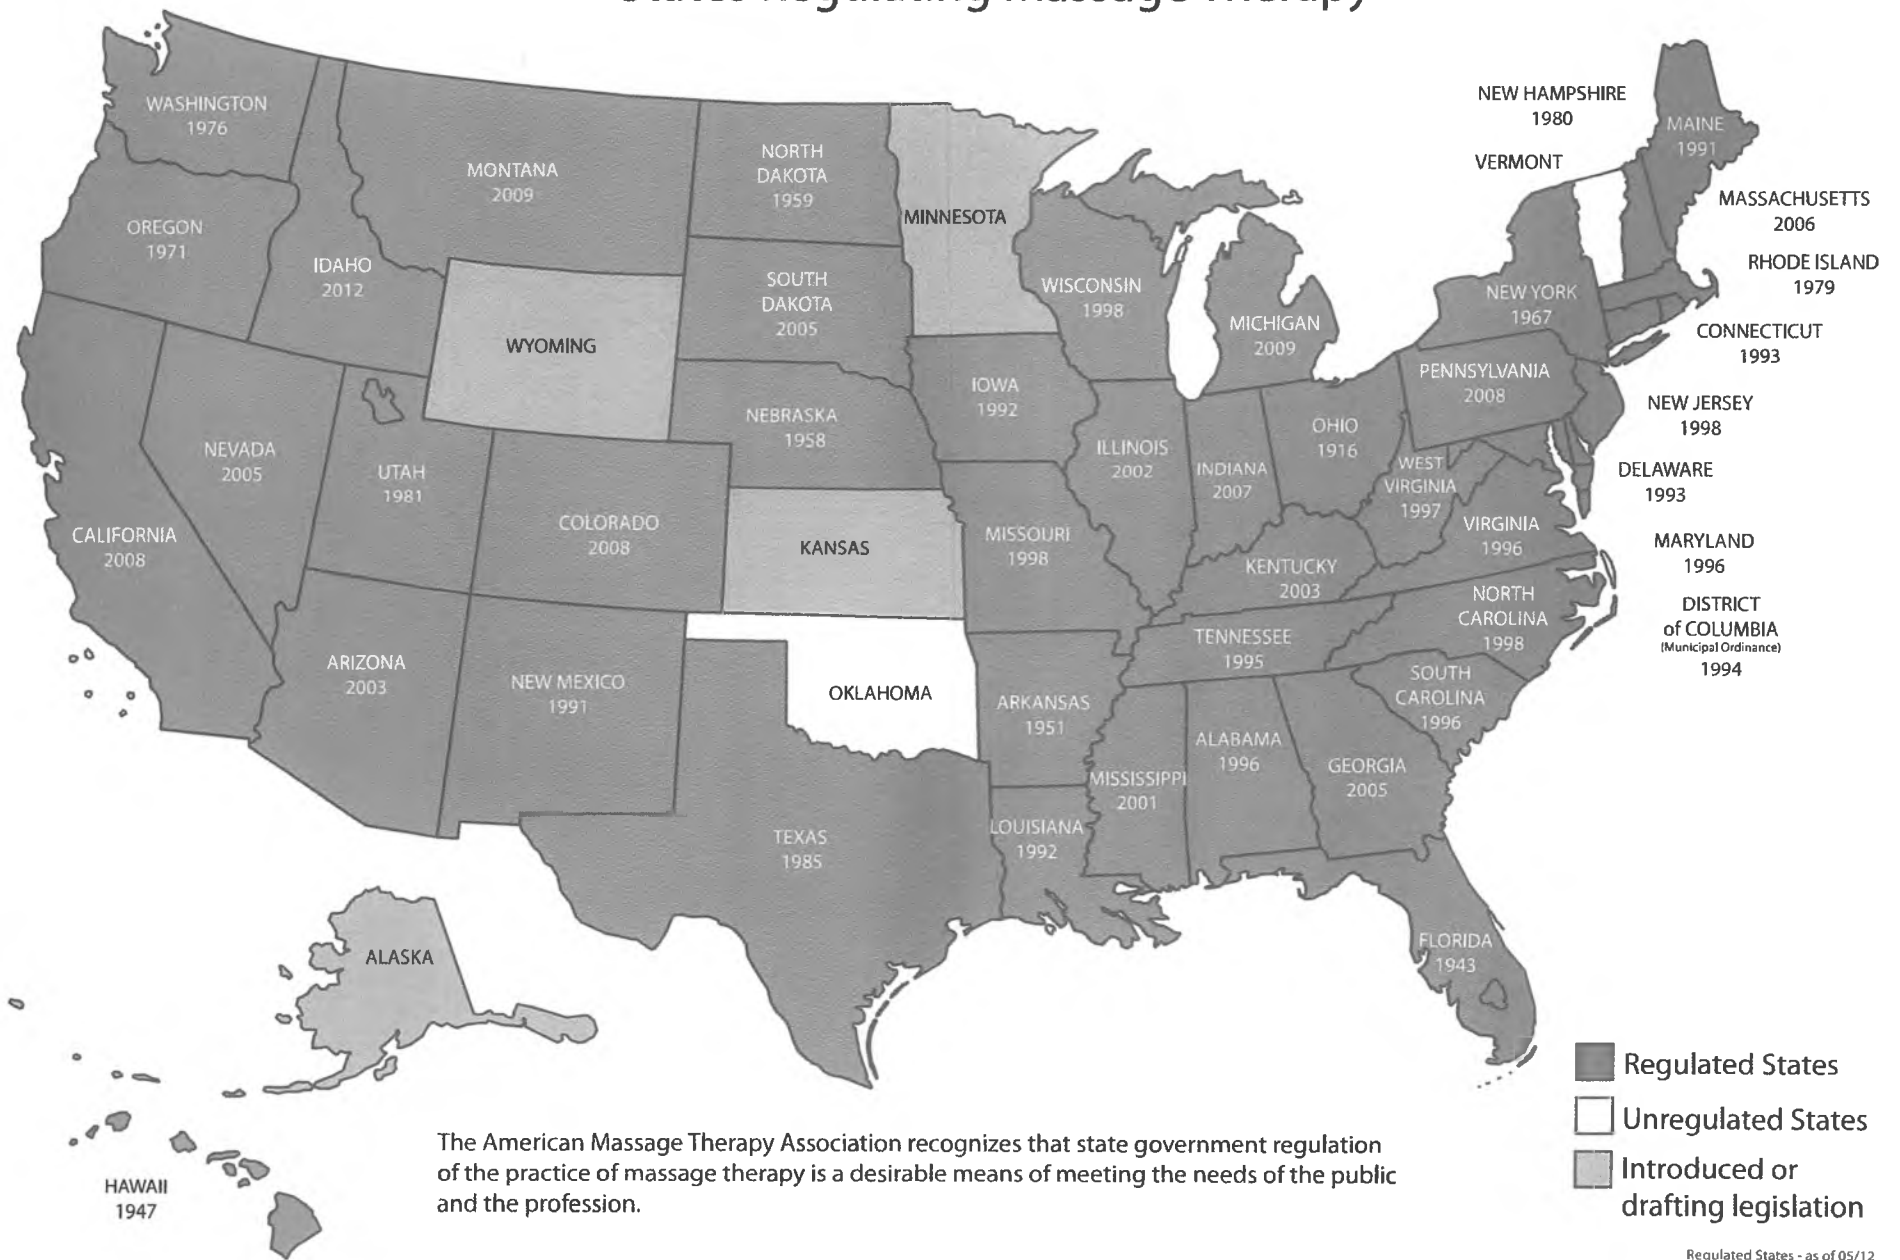 States Regulating Massage Therapy
WASHINGTON
1976
OREGON
1971
IDAHO
2012
MONTANA
2009
NORTH
DAKOTA
1959
MINNESOTA
SOUTH
DAKOTA
2005
WYOMING
WISCONSIN
1998
MICHIGAN
2009
NEW HAMPSHIRE
1980
VERMONT
MAINE
1991
MASSACHUSETTS
2006
RHODE ISLAND
1979
CONNECTICUT
1993
NEW YORK
1967
PENNSYLVANIA
2008
NEW JERSEY
1998
DELAWARE
1993
MARYLAND
1996
DISTRICT
of COLUMBIA
(Municipal Ordinance)
1994
NEBRASKA
1958
IOWA
1992
ILLINOIS
2002
INDIANA
2007
OHIO
1916
WEST
VIRGINIA
1997
VIRGINIA
1996
NEVADA
2005
UTAH
1981
COLORADO
2008
KANSAS
MISSOURI
1998
KENTUCKY
2003
NORTH
CAROLINA
1998
CALIFORNIA
2008
ARIZONA
2003
NEW MEXICO
1991
OKLAHOMA
ARKANSAS
1951
TENNESSEE
1995
SOUTH
CAROLINA
1996
MISSISSIPPI
2001
ALABAMA
1996
GEORGIA
2005
TEXAS
1985
LOUISIANA
1992
FLORIDA
1943
ALASKA
HAWAII
1947
The American Massage Therapy Association recognizes that state government regulation
of the practice of massage therapy is a desirable means of meeting the needs of the public
and the profession.
Regulated States
Unregulated States
Introduced or
drafting legislation
Regulated States - as of 05/12